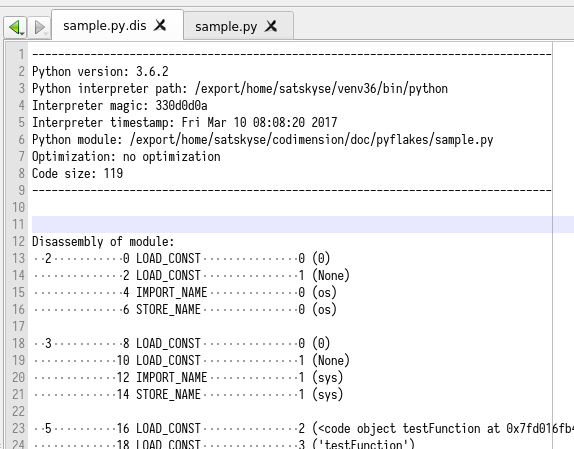 sample.py.dis
sample.py
1 --------------------------------------------------------------------------------
2 Python version: 3.6.2
3 Python interpreter path: /export/home/satskyse/venv36/bin/python
4 Interpreter magic: 330d0d0a
5 Interpreter timestamp: Fri Mar 10 08:08:20 2017
6 Python module: /export/home/satskyse/codimension/doc/pyflakes/sample.py
7 Optimization: no optimization
8 Code size: 119
9 --------------------------------------------------------------------------------
10
11
12 Disassembly of module:
13 ··2··········0 LOAD_CONST···············0 (0)
14 ·············2 LOAD_CONST···············1 (None)
15 ·············4 IMPORT_NAME··············0 (os)
16 ·············6 STORE_NAME···············0 (os)
17
18 ··3··········8 LOAD_CONST···············0 (0)
19 ············10 LOAD_CONST···············1 (None)
20 ············12 IMPORT_NAME··············1 (sys)
21 ············14 STORE_NAME···············1 (sys)
22
23 ··5·········16 LOAD_CONST···············2 (<code object testFunction at 0x7fd016fb
24 ············18 LOAD_CONST···············3 ('testFunction')